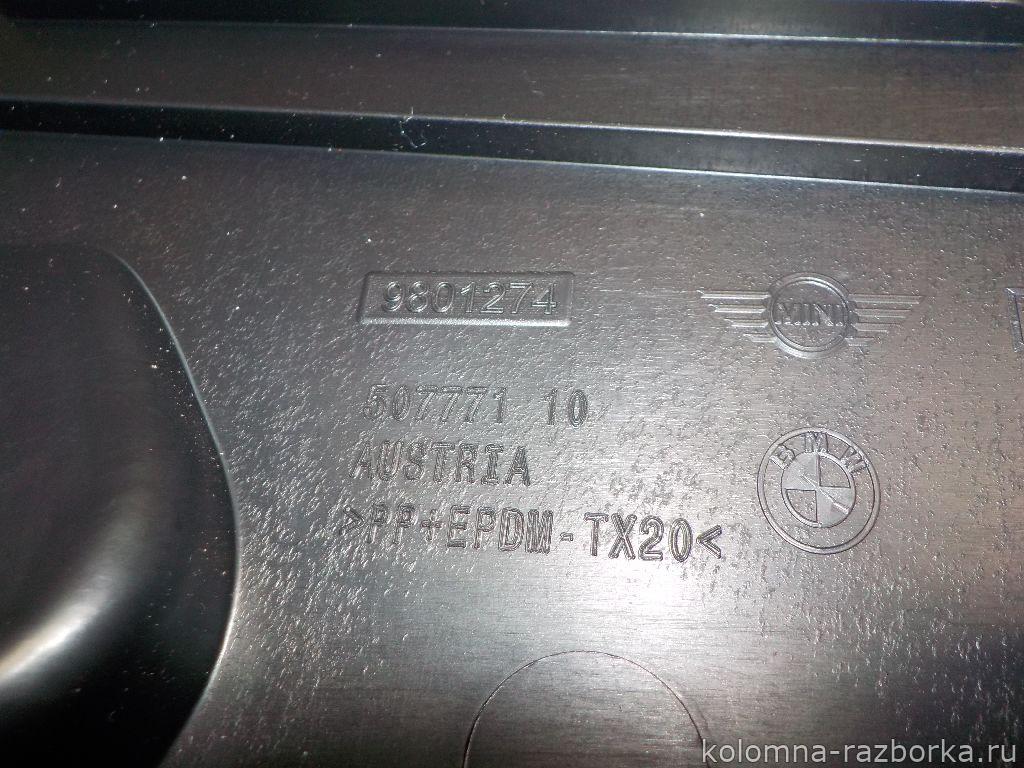 9801274
MINI
507771 10
AUSTRIA
BMW
>PP+EPDM-TX20<
kolomna-razborka.ru